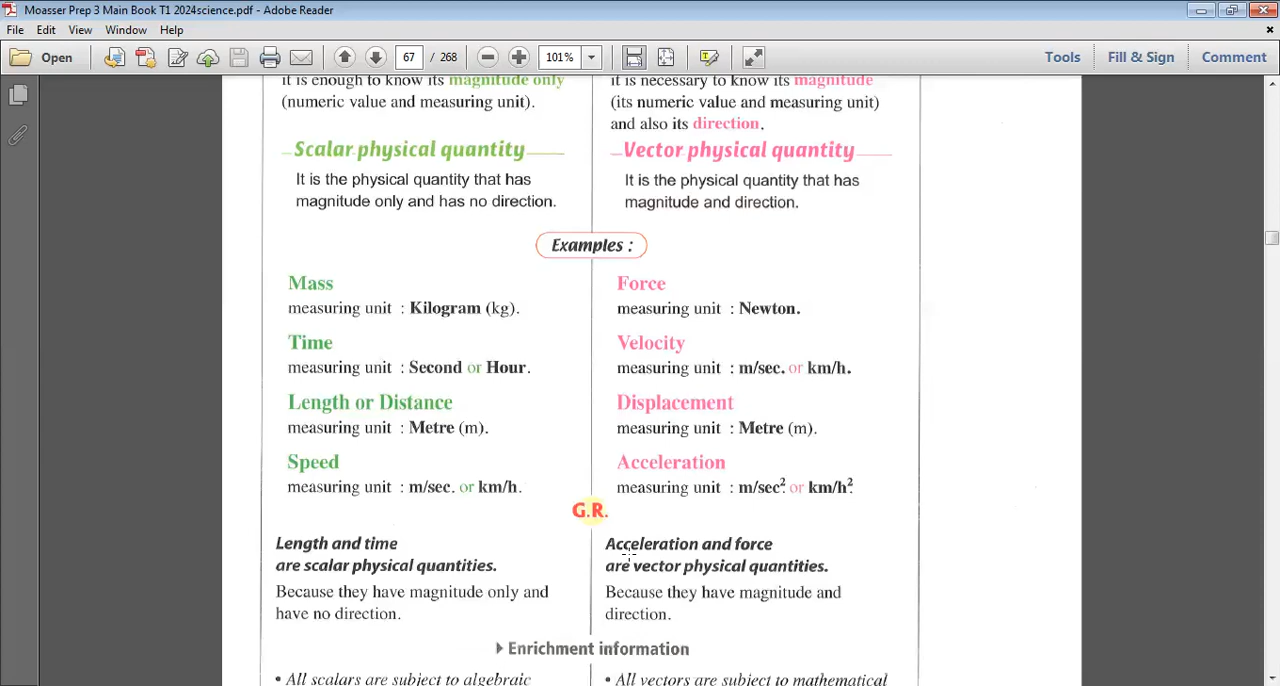 Moasser Prep 3 Main Book T1 2024science.pdf - Adobe Reader
File Edit View Window Help
Open
67 / 268
101%
Tools Fill & Sign Comment
it is enough to know its magnitude only
(numeric value and measuring unit).
it is necessary to know its magnitude
(its numeric value and measuring unit)
and also its direction.
Scalar physical quantity
It is the physical quantity that has
magnitude only and has no direction.
Vector physical quantity
It is the physical quantity that has
magnitude and direction.
Examples :
Mass
measuring unit : Kilogram (kg).
Time
measuring unit : Second or Hour.
Length or Distance
measuring unit : Metre (m).
Speed
measuring unit : m/sec. or km/h.
Force
measuring unit : Newton.
Velocity
measuring unit : m/sec. or km/h.
Displacement
measuring unit : Metre (m).
Acceleration
measuring unit : m/sec². or km/h².
G.R.
Length and time
are scalar physical quantities.
Because they have magnitude only and
have no direction.
Acceleration and force
are vector physical quantities.
Because they have magnitude and
direction.
Enrichment information
• All scalars are subject to algebraic
• All vectors are subject to mathematical